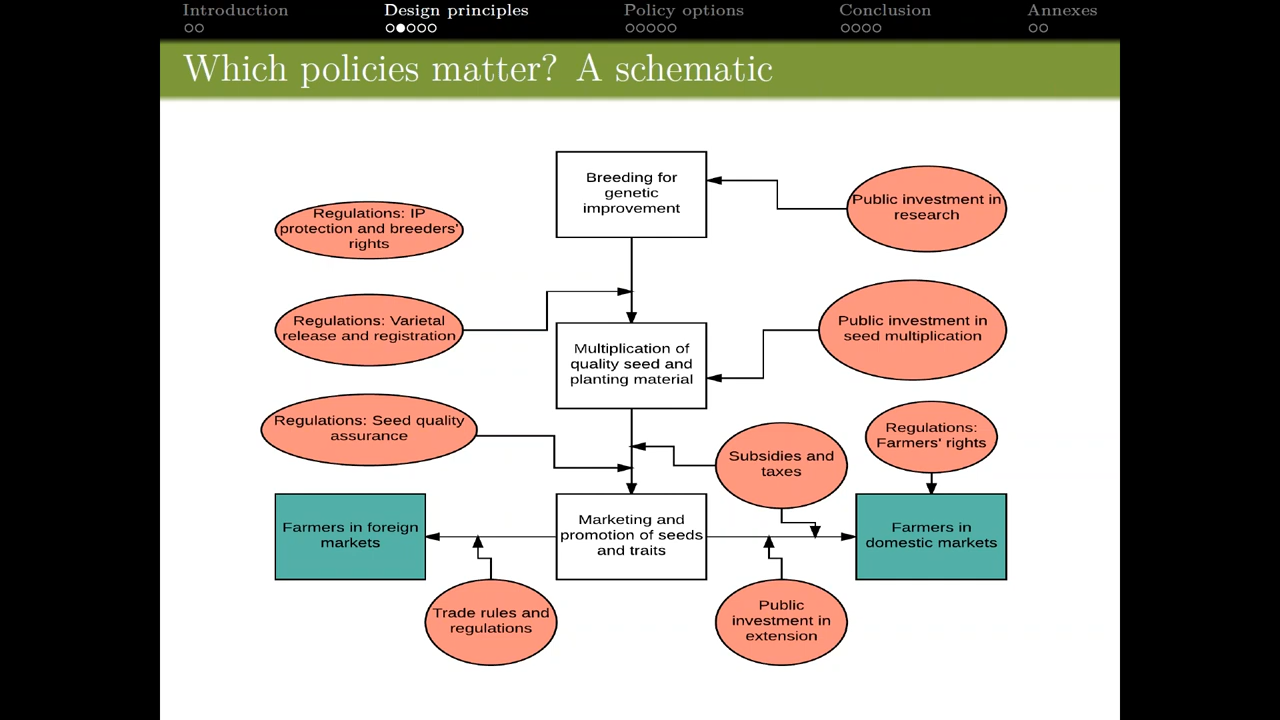 Introduction
Design principles
Policy options
Conclusion
Annexes
Which policies matter? A schematic
Breeding for
genetic
improvement
Public investment in
research
Regulations: IP
protection and breeders'
rights
Regulations: Varietal
release and registration
Public investment in
seed multiplication
Multiplication of
quality seed and
planting material
Regulations: Seed quality
assurance
Subsidies and
taxes
Regulations:
Farmers' rights
Farmers in foreign
markets
Marketing and
promotion of seeds
and traits
Farmers in
domestic markets
Trade rules and
regulations
Public
investment in
extension